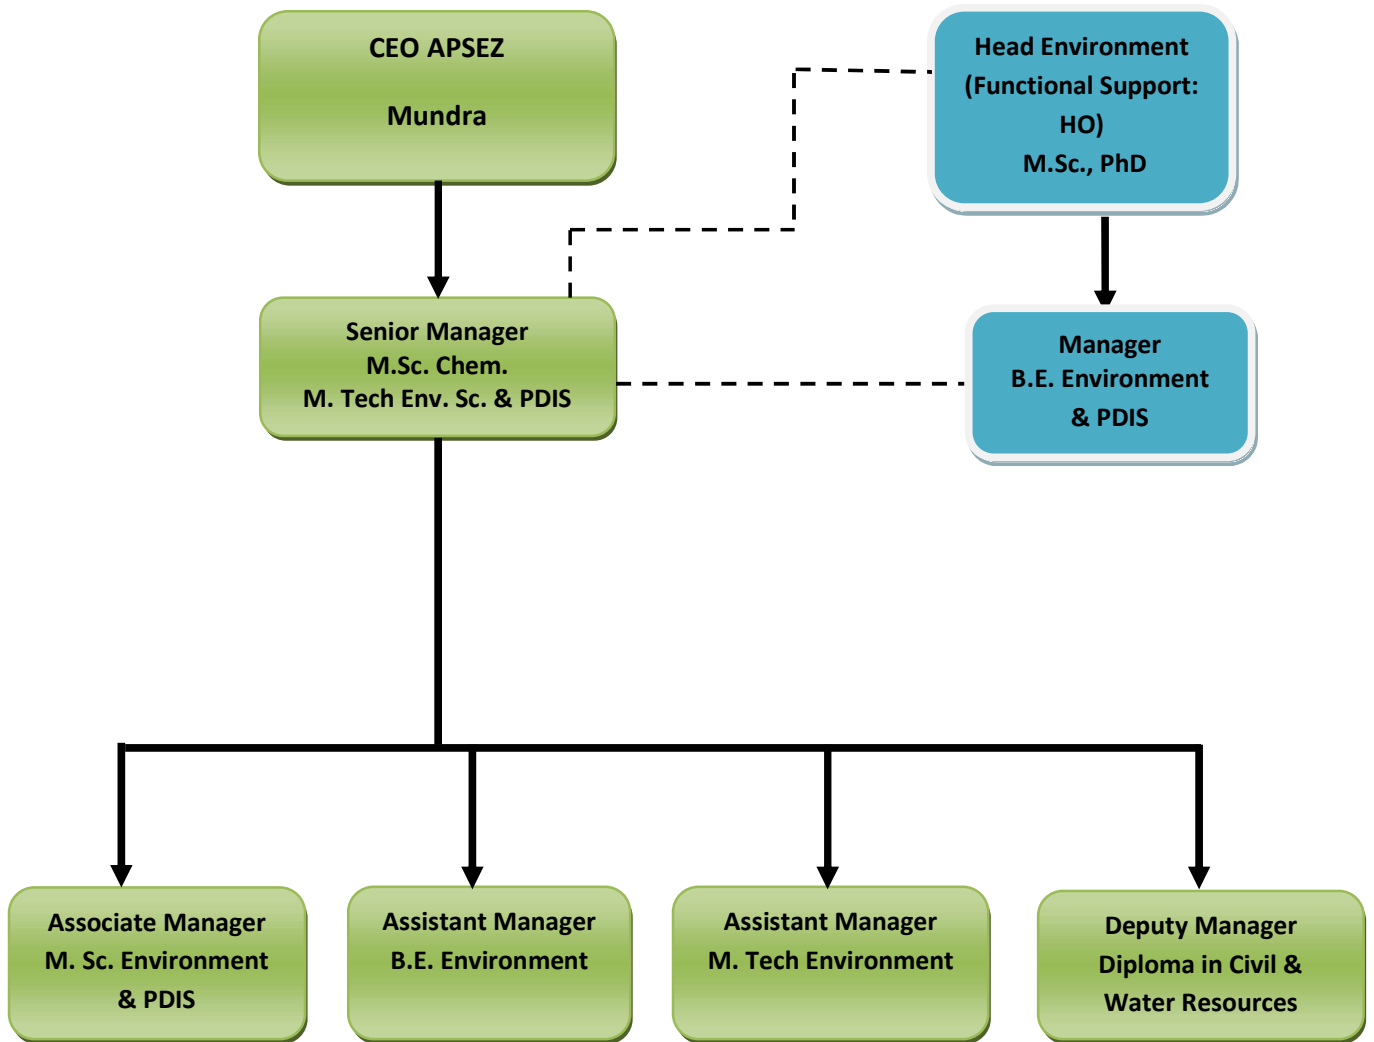 CEO APSEZ
Mundra
Head Environment
(Functional Support:
HO)
M.Sc., PhD
Senior Manager
M.Sc. Chem.
M. Tech Env. Sc. & PDIS
Manager
B.E. Environment
& PDIS
Associate Manager
M. Sc. Environment
& PDIS
Assistant Manager
B.E. Environment
Assistant Manager
M. Tech Environment
Deputy Manager
Diploma in Civil &
Water Resources